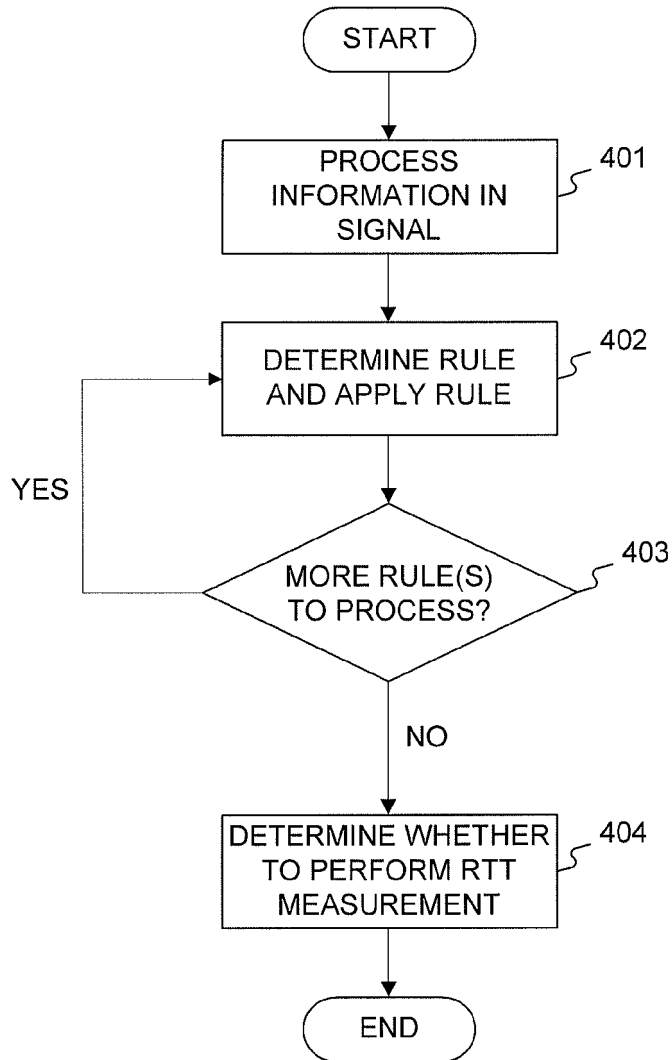 START
PROCESS
INFORMATION IN
SIGNAL
401
DETERMINE RULE
AND APPLY RULE
402
YES
MORE RULE(S)
TO PROCESS?
403
NO
DETERMINE WHETHER
TO PERFORM RTT
MEASUREMENT
404
END